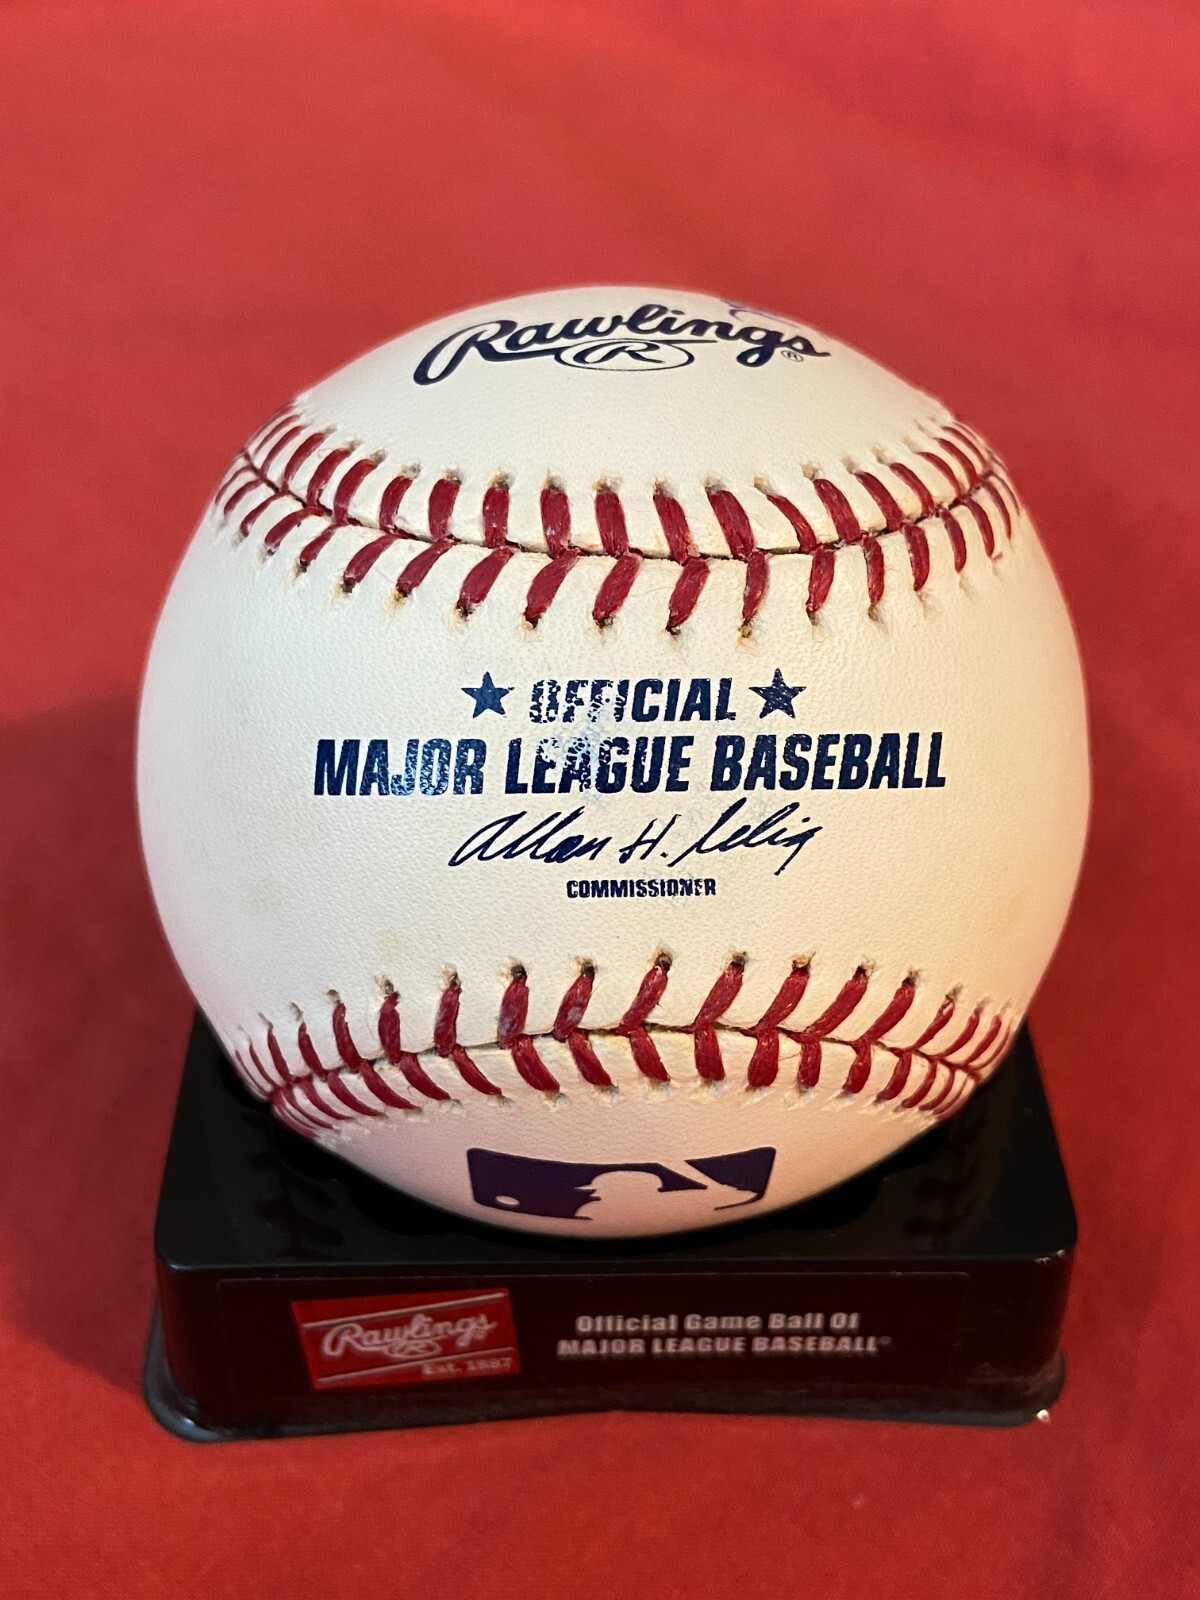 Rawlings®
R
★ OFFICIAL ★
MAJOR LEAGUE BASEBALL
Allan H. Selig
COMMISSIONER
Rawlings®
R
Est. 1887
Official Game Ball Of
MAJOR LEAGUE BASEBALL®